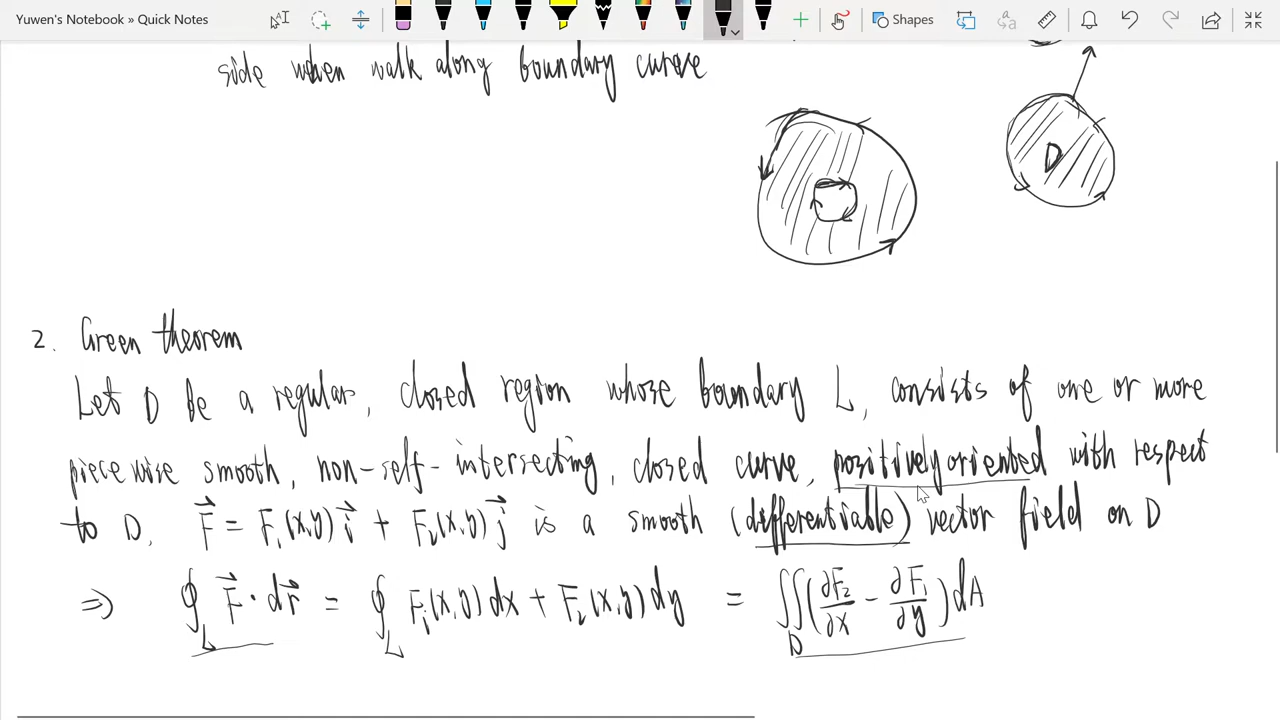 Yuwen's Notebook » Quick Notes
Shapes
side when walk along boundary curve
D
2. Green theorem
Let D be a regular, closed region whose boundary L, consists of one or more
piecewise smooth, non-self-intersecting, closed curve, positively oriented with respect
to D. F⃗ = F₁(x,y) i⃗ + F₂(x,y) j⃗ is a smooth (differentiable) vector field on D
⇒ ∮_L F⃗ · dr⃗ = ∮_L F₁(x,y)dx + F₂(x,y)dy = ∬_D (∂F₂/∂x − ∂F₁/∂y) dA